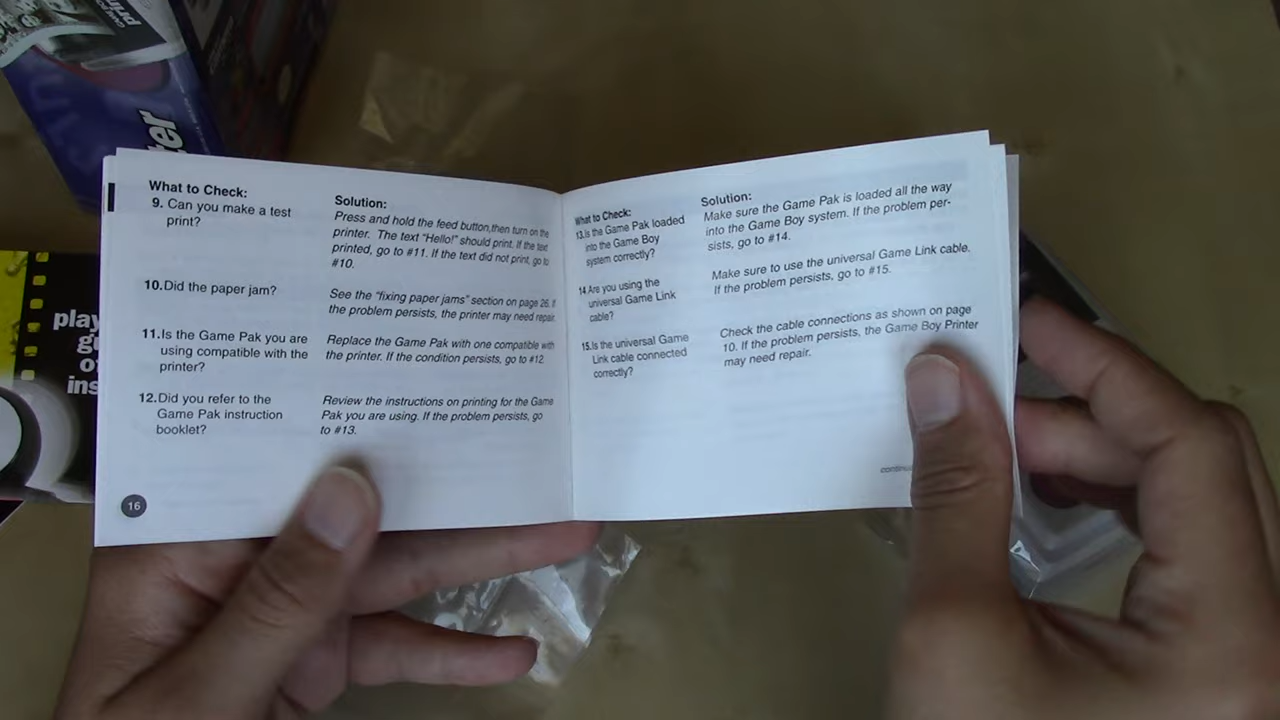 GAME BO
print
ter
play
gu
of
ins
What to Check:
Solution:
9. Can you make a test
print?
Press and hold the feed button,then turn on the
printer. The text “Hello!” should print. If the text
printed, go to #11. If the text did not print, go to
#10.
10.Did the paper jam?
See the “fixing paper jams” section on page 26. If
the problem persists, the printer may need repair.
11.Is the Game Pak you are
using compatible with the
printer?
Replace the Game Pak with one compatible with
the printer. If the condition persists, go to #12.
12.Did you refer to the
Game Pak instruction
booklet?
Review the instructions on printing for the Game
Pak you are using. If the problem persists, go
to #13.
16
What to Check:
Solution:
13.Is the Game Pak loaded
into the Game Boy
system correctly?
Make sure the Game Pak is loaded all the way
into the Game Boy system. If the problem per-
sists, go to #14.
14.Are you using the
universal Game Link
cable?
Make sure to use the universal Game Link cable.
If the problem persists, go to #15.
15.Is the universal Game
Link cable connected
correctly?
Check the cable connections as shown on page
10. If the problem persists, the Game Boy Printer
may need repair.
continu